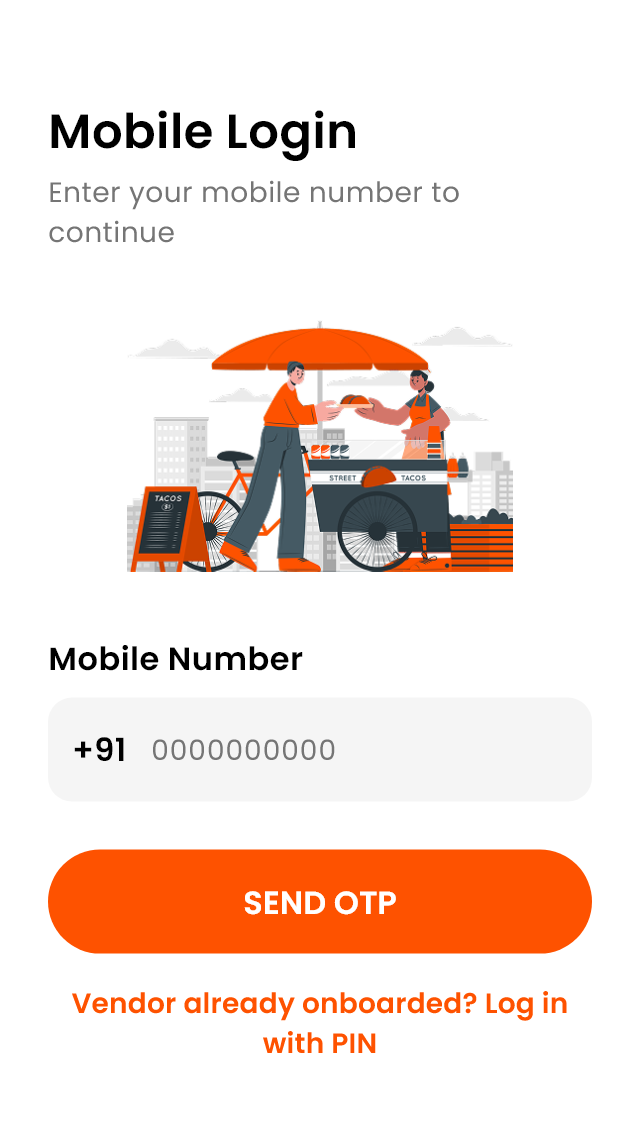 Mobile Login
Enter your mobile number to
continue
TACOS
$1
STREET TACOS
Mobile Number
+91 0000000000
SEND OTP
Vendor already onboarded? Log in
with PIN